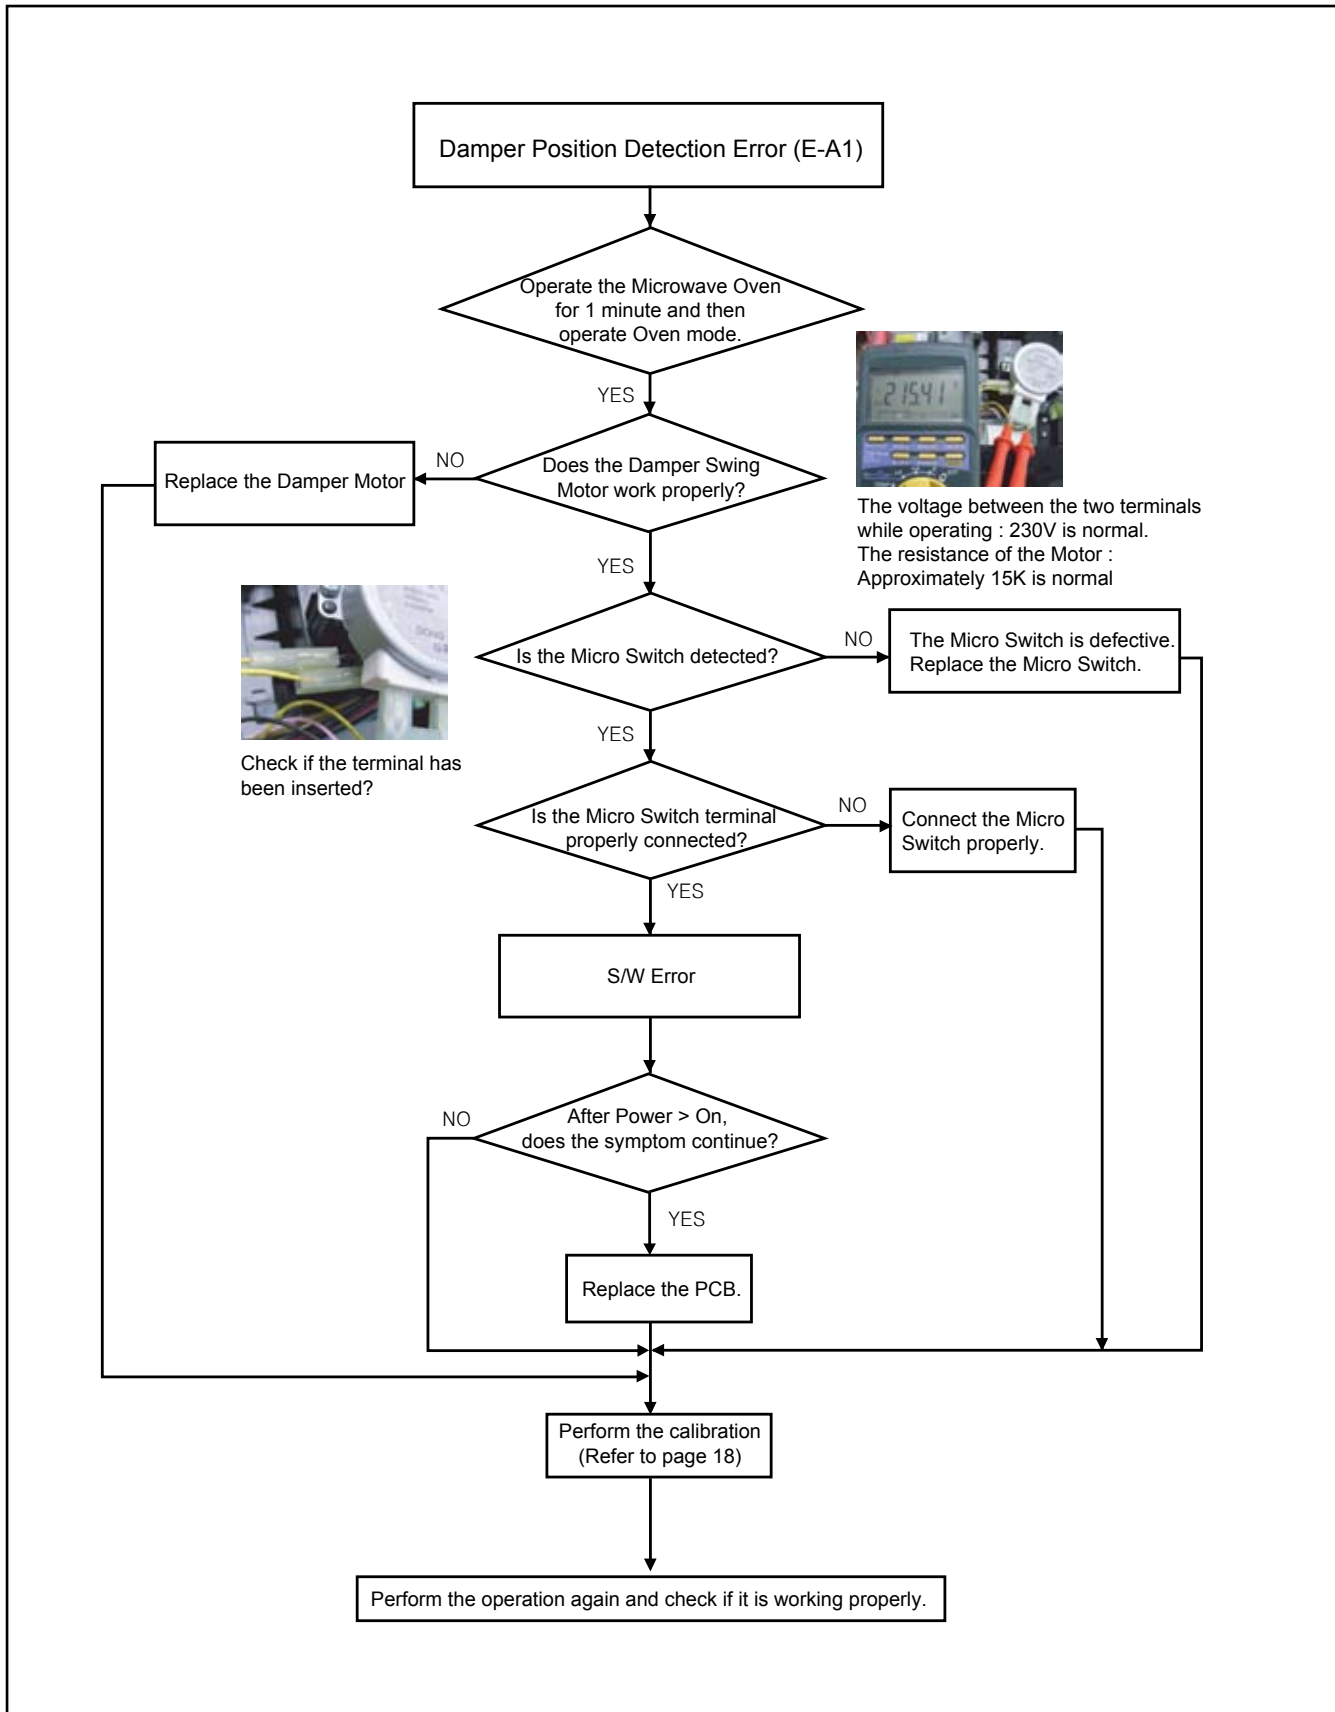 Damper Position Detection Error (E-A1)
Operate the Microwave Oven
for 1 minute and then
operate Oven mode.
YES
215.41
NO
Replace the Damper Motor
Does the Damper Swing
Motor work properly?
The voltage between the two terminals
while operating : 230V is normal.
The resistance of the Motor :
Approximately 15K is normal
YES
Is the Micro Switch detected?
NO
The Micro Switch is defective.
Replace the Micro Switch.
YES
Check if the terminal has
been inserted?
Is the Micro Switch terminal
properly connected?
NO
Connect the Micro
Switch properly.
YES
S/W Error
NO
After Power > On,
does the symptom continue?
YES
Replace the PCB.
Perform the calibration
(Refer to page 18)
Perform the operation again and check if it is working properly.